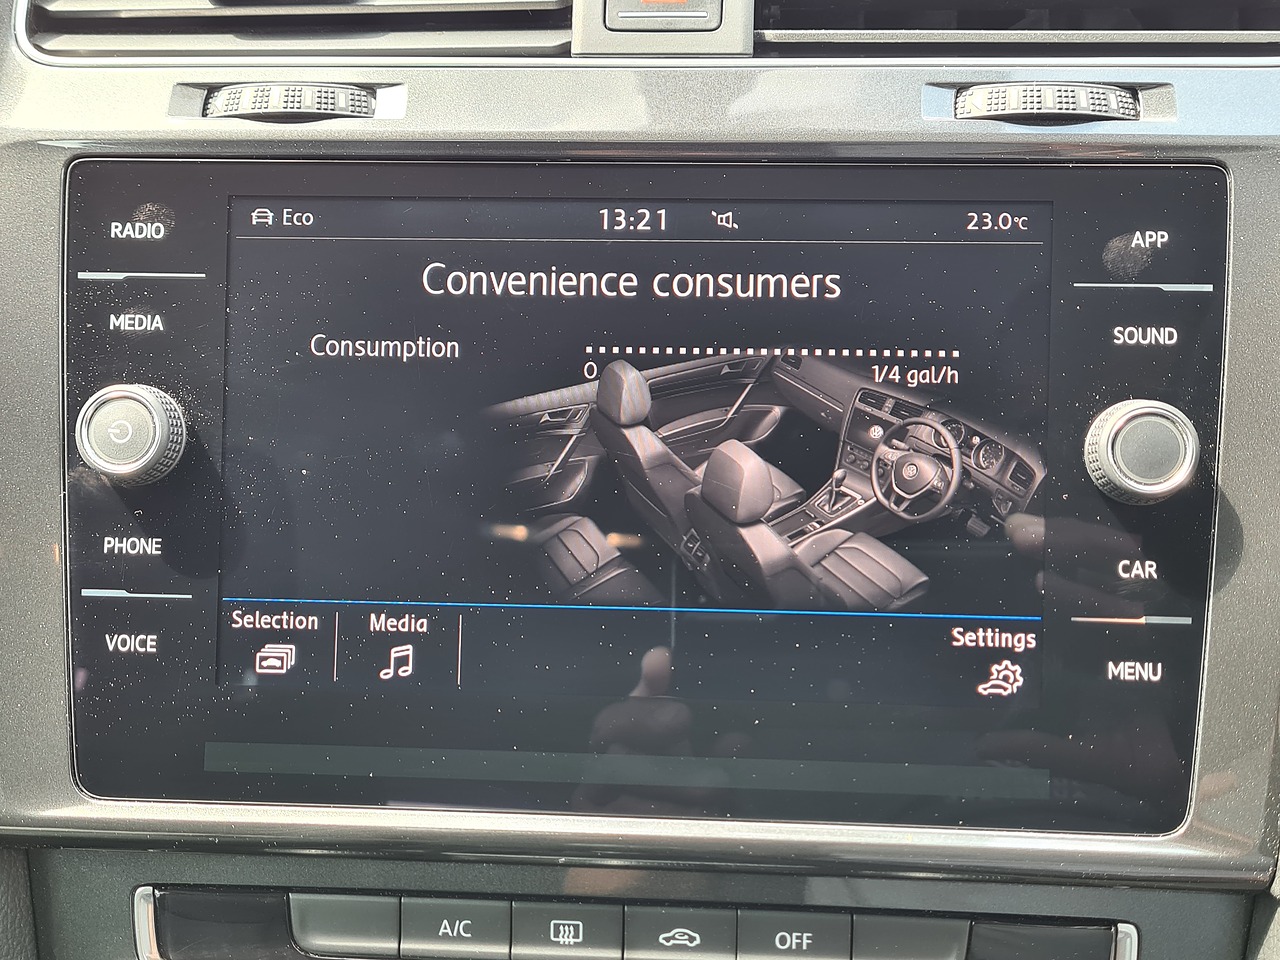 RADIO
MEDIA
PHONE
VOICE
Eco
13:21
23.0°C
Convenience consumers
Consumption
0
1/4 gal/h
Selection
Media
Settings
APP
SOUND
CAR
MENU
A/C
OFF